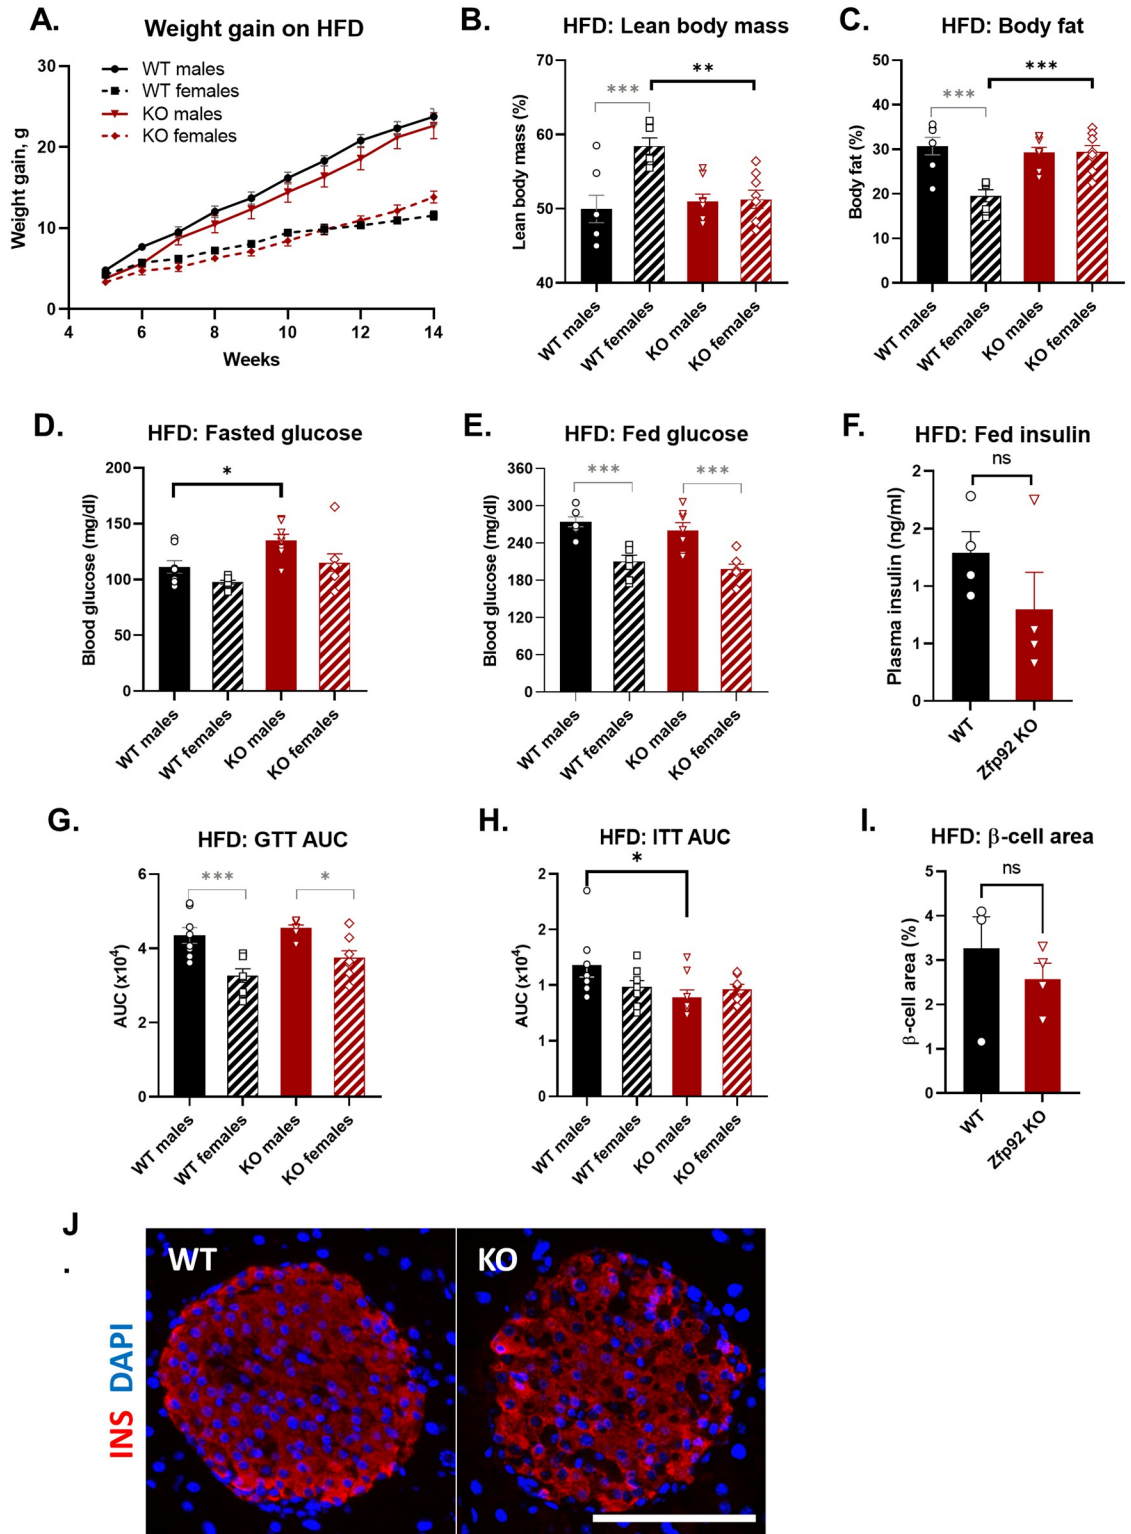 A.
Weight gain on HFD
WT males
WT females
KO males
KO females
Weight gain, g
30
20
10
0
4
6
8
10
12
14
Weeks
B.
HFD: Lean body mass
Lean body mass (%)
70
60
50
40
***
**
WT males
WT females
KO males
KO females
C.
HFD: Body fat
Body fat (%)
50
40
30
20
10
0
***
***
WT males
WT females
KO males
KO females
D.
HFD: Fasted glucose
Blood glucose (mg/dl)
200
150
100
50
0
*
WT males
WT females
KO males
KO females
E.
HFD: Fed glucose
Blood glucose (mg/dl)
360
300
240
180
120
60
0
***
***
WT males
WT females
KO males
KO females
F.
HFD: Fed insulin
ns
Plasma insulin (ng/ml)
2
2
1
1
0
WT
Zfp92 KO
G.
HFD: GTT AUC
AUC (x10⁴)
6
4
2
0
***
*
WT males
WT females
KO males
KO females
H.
HFD: ITT AUC
*
AUC (x10⁴)
2
2
1
1
0
WT males
WT females
KO males
KO females
I.
HFD: β-cell area
ns
β-cell area (%)
5
4
3
2
1
0
WT
Zfp92 KO
J
.
INS DAPI
WT
KO